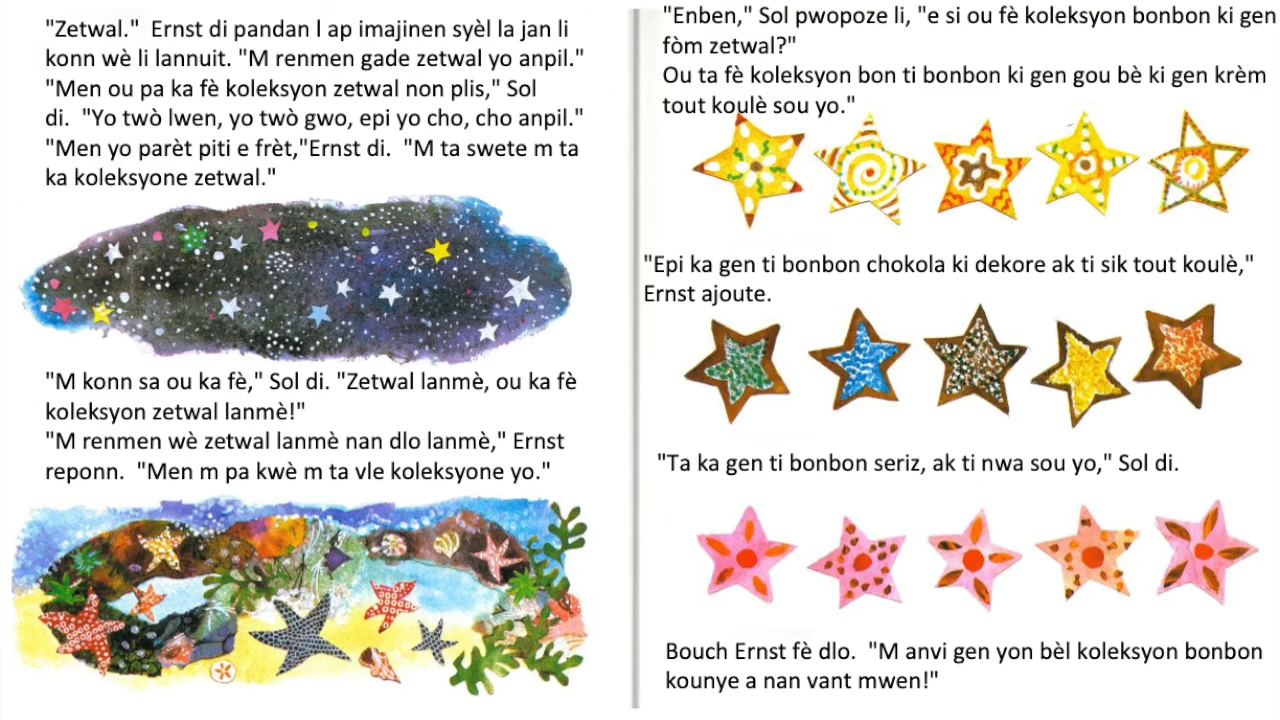 "Zetwal."  Ernst di pandan l ap imajinen syèl la jan li
konn wè li lannuit. "M renmen gade zetwal yo anpil."
"Men ou pa ka fè koleksyon zetwal non plis," Sol
di.  "Yo twò lwen, yo twò gwo, epi yo cho, cho anpil."
"Men yo parèt piti e frèt,"Ernst di.  "M ta swete m ta
ka koleksyone zetwal."
"M konn sa ou ka fè," Sol di. "Zetwal lanmè, ou ka fè
koleksyon zetwal lanmè!"
"M renmen wè zetwal lanmè nan dlo lanmè," Ernst
reponn.  "Men m pa kwè m ta vle koleksyone yo."
"Enben," Sol pwopoze li, "e si ou fè koleksyon bonbon ki gen
fòm zetwal?"
Ou ta fè koleksyon bon ti bonbon ki gen gou bè ki gen krèm
tout koulè sou yo."
"Epi ka gen ti bonbon chokola ki dekore ak ti sik tout koulè,"
Ernst ajoute.
"Ta ka gen ti bonbon seriz, ak ti nwa sou yo," Sol di.
Bouch Ernst fè dlo.  "M anvi gen yon bèl koleksyon bonbon
kounye a nan vant mwen!"